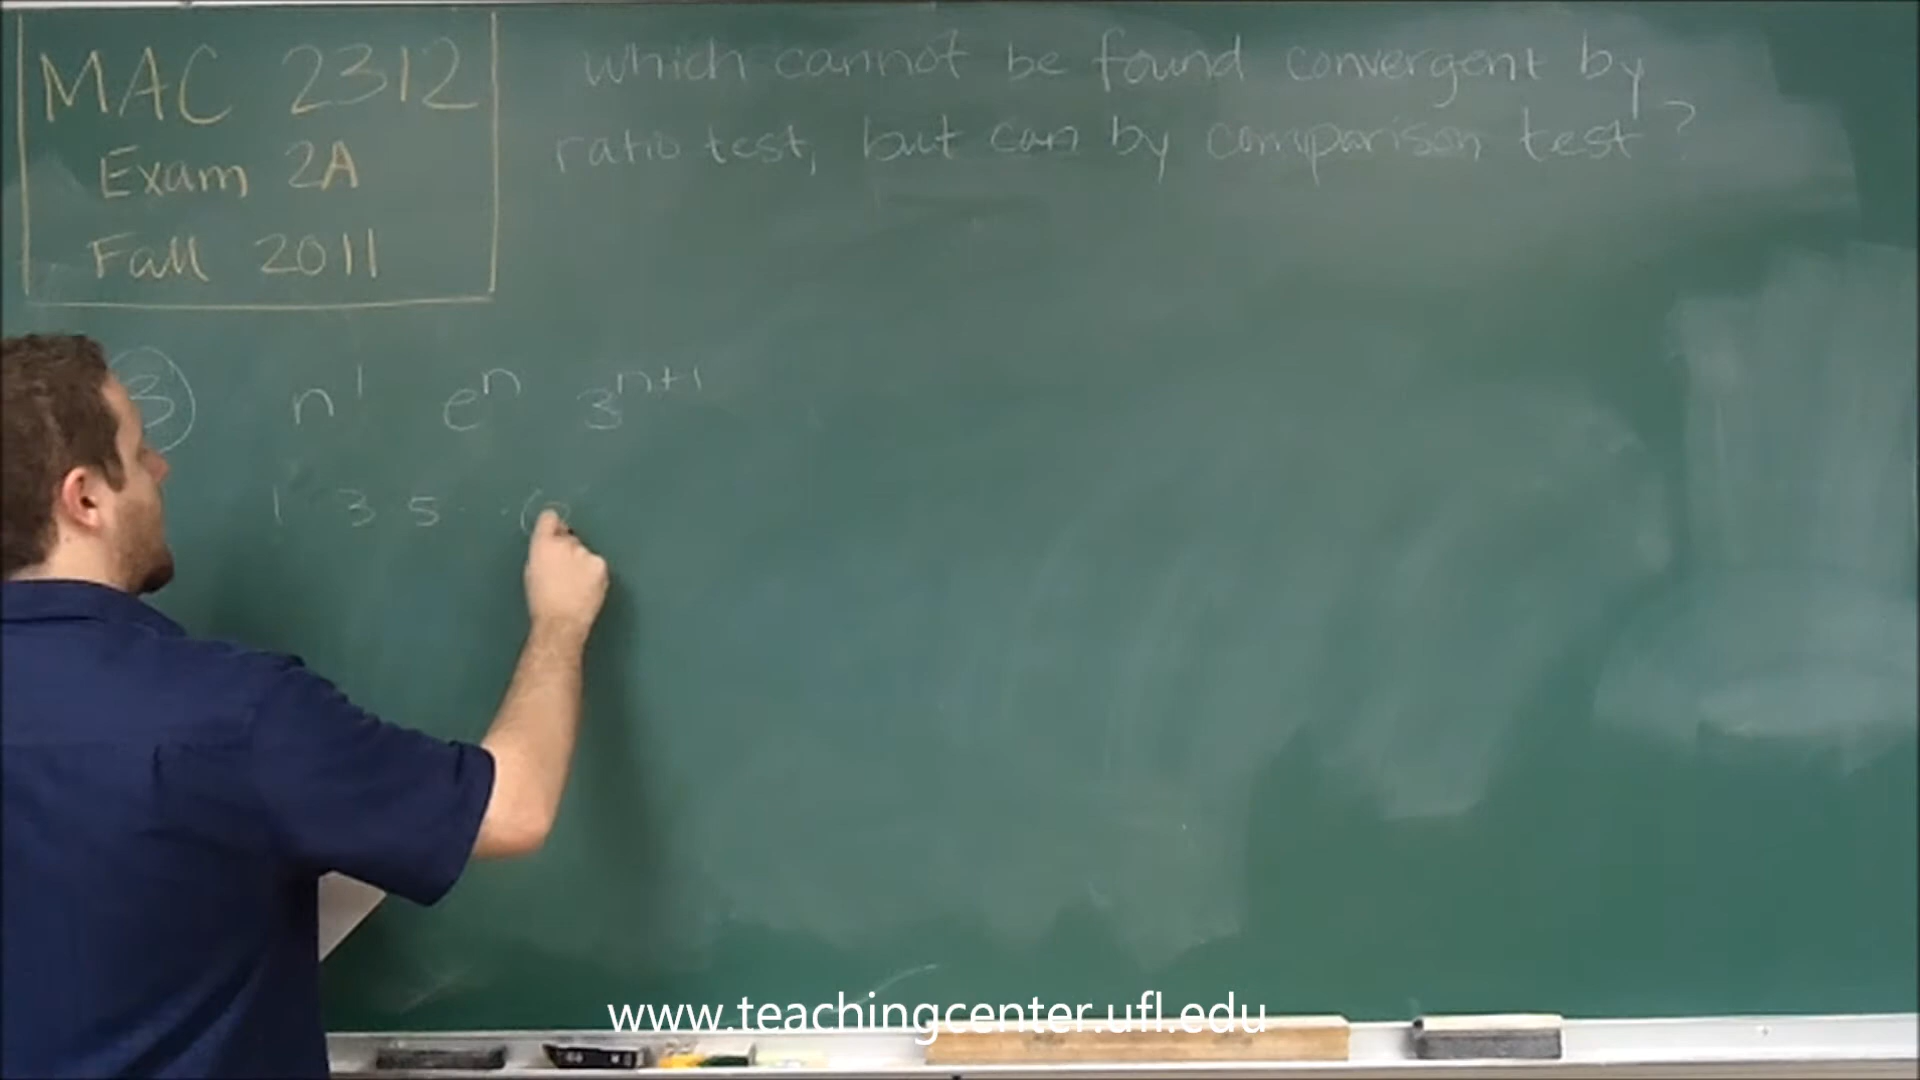 MAC 2312
Exam 2A
Fall 2011
which cannot be found convergent by
ratio test, but can by comparison test?
3) n! e^n 3^{n+1}
1 3 5 ... (2
www.teachingcenter.ufl.edu